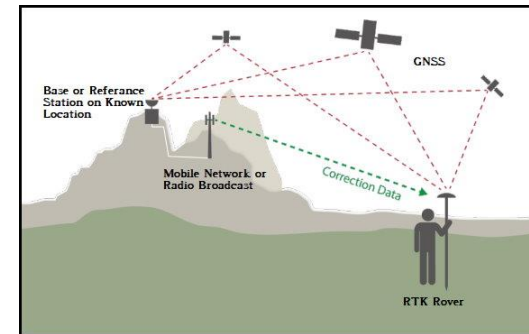 GNSS
Base or Referance
Station on Known
Location
Mobile Network or
Radio Broadcast
Correction Data
RTK Rover